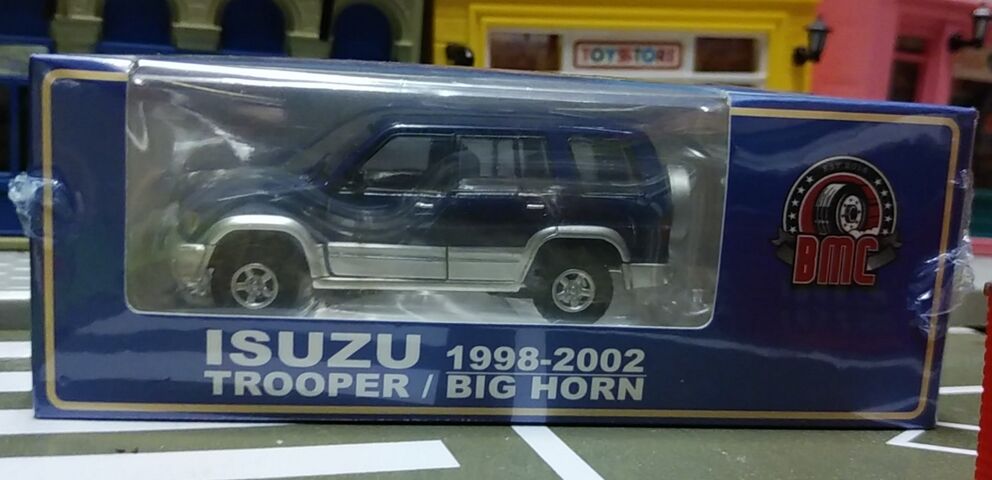 TOYSTORE
BMC
ISUZU 1998-2002
TROOPER / BIG HORN